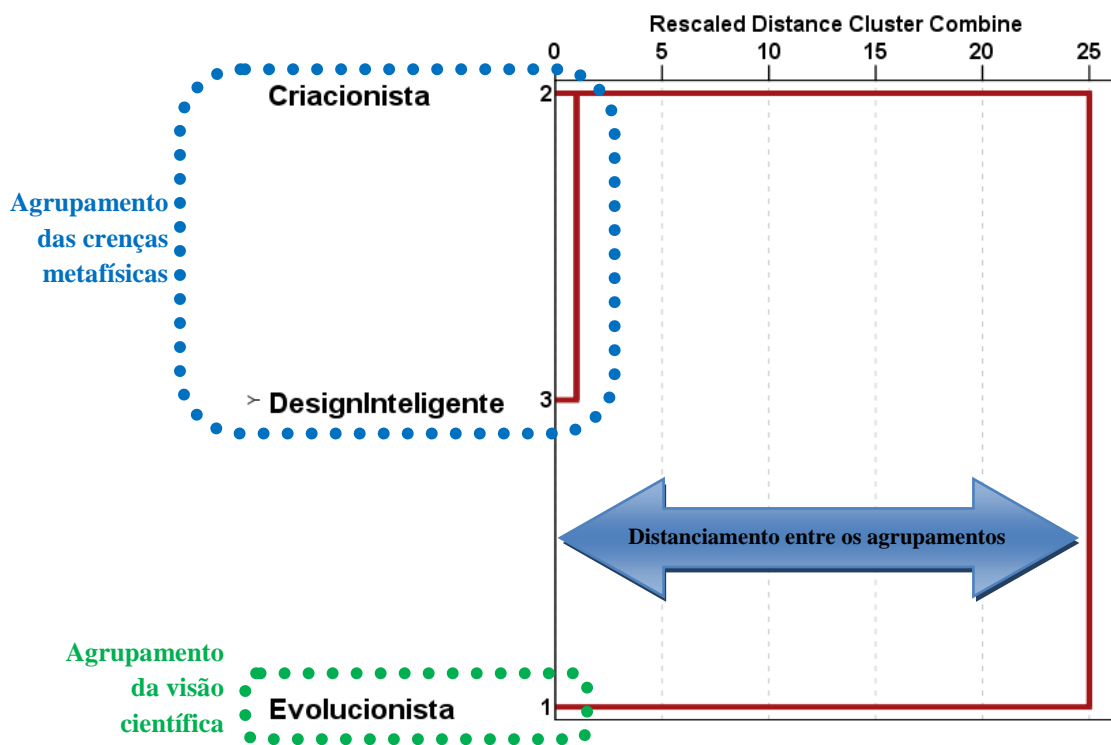 Rescaled Distance Cluster Combine
0 5 10 15 20 25
Criacionista 2
Agrupamento
das crenças
metafísicas
DesignInteligente 3
Distanciamento entre os agrupamentos
Agrupamento
da visão
científica
Evolucionista 1